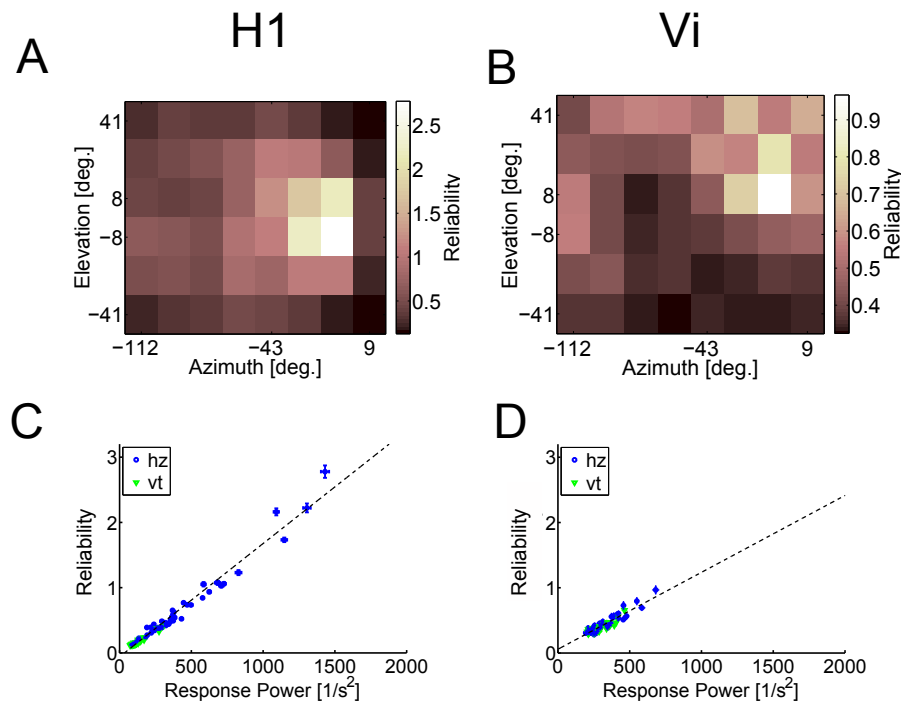 H1
Vi
A
B
41
8
−8
−41
Elevation [deg.]
−112
−43
9
Azimuth [deg.]
2.5
2
1.5
1
0.5
Reliability
41
8
−8
−41
Elevation [deg.]
−112
−43
9
Azimuth [deg.]
0.9
0.8
0.7
0.6
0.5
0.4
Reliability
C
D
hz
vt
3
2
1
0
Reliability
0
500
1000
1500
2000
Response Power [1/s²]
hz
vt
3
2
1
0
Reliability
0
500
1000
1500
2000
Response Power [1/s²]